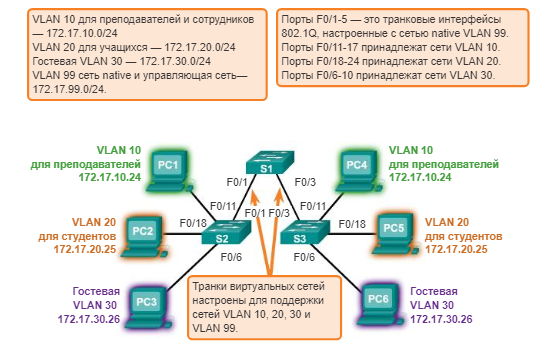 VLAN 10 для преподавателей и сотрудников
— 172.17.10.0/24
VLAN 20 для учащихся — 172.17.20.0/24
Гостевая VLAN 30 — 172.17.30.0/24
VLAN 99 сеть native и управляющая сеть—
172.17.99.0/24.
Порты F0/1-5 — это транковые интерфейсы
802.1Q, настроенные с сетью native VLAN 99.
Порты F0/11-17 принадлежат сети VLAN 10.
Порты F0/18-24 принадлежат сети VLAN 20.
Порты F0/6-10 принадлежат сети VLAN 30.
VLAN 10
для преподавателей
172.17.10.24
PC1
S1
PC4
VLAN 10
для преподавателей
172.17.10.24
F0/1
F0/3
F0/11
F0/1
F0/3
F0/11
VLAN 20
для студентов
172.17.20.25
PC2
F0/18
S2
S3
F0/18
PC5
VLAN 20
для студентов
172.17.20.25
F0/6
F0/6
Гостевая
VLAN 30
172.17.30.26
PC3
Транки виртуальных сетей
настроены для поддержки
сетей VLAN 10, 20, 30 и
VLAN 99.
PC6
Гостевая
VLAN 30
172.17.30.26